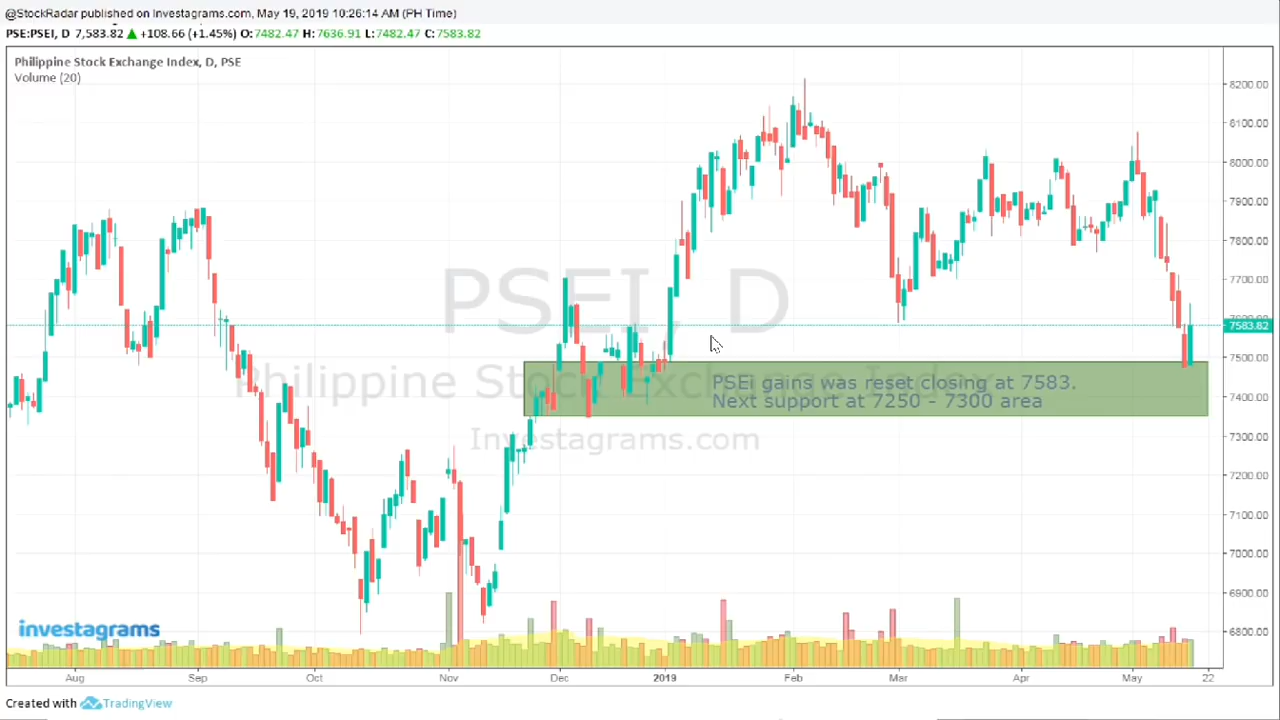 @StockRadar published on Investagrams.com, May 19, 2019 10:26:14 AM (PH Time)
PSE:PSEI, D 7,583.82 ▲ +108.66 (+1.45%) O:7482.47 H:7636.91 L:7482.47 C:7583.82
Philippine Stock Exchange Index, D, PSE
Volume (20)
8200.00
8100.00
8000.00
7900.00
7800.00
7700.00
7583.82
7500.00
7400.00
7300.00
7200.00
7100.00
7000.00
6900.00
6800.00
PSEI, D
Philippine Stock Exchange Index
Investagrams.com
PSEi gains was reset closing at 7583.
Next support at 7250 - 7300 area
investagrams
Aug Sep Oct Nov Dec 2019 Feb Mar Apr May 22
Created with TradingView